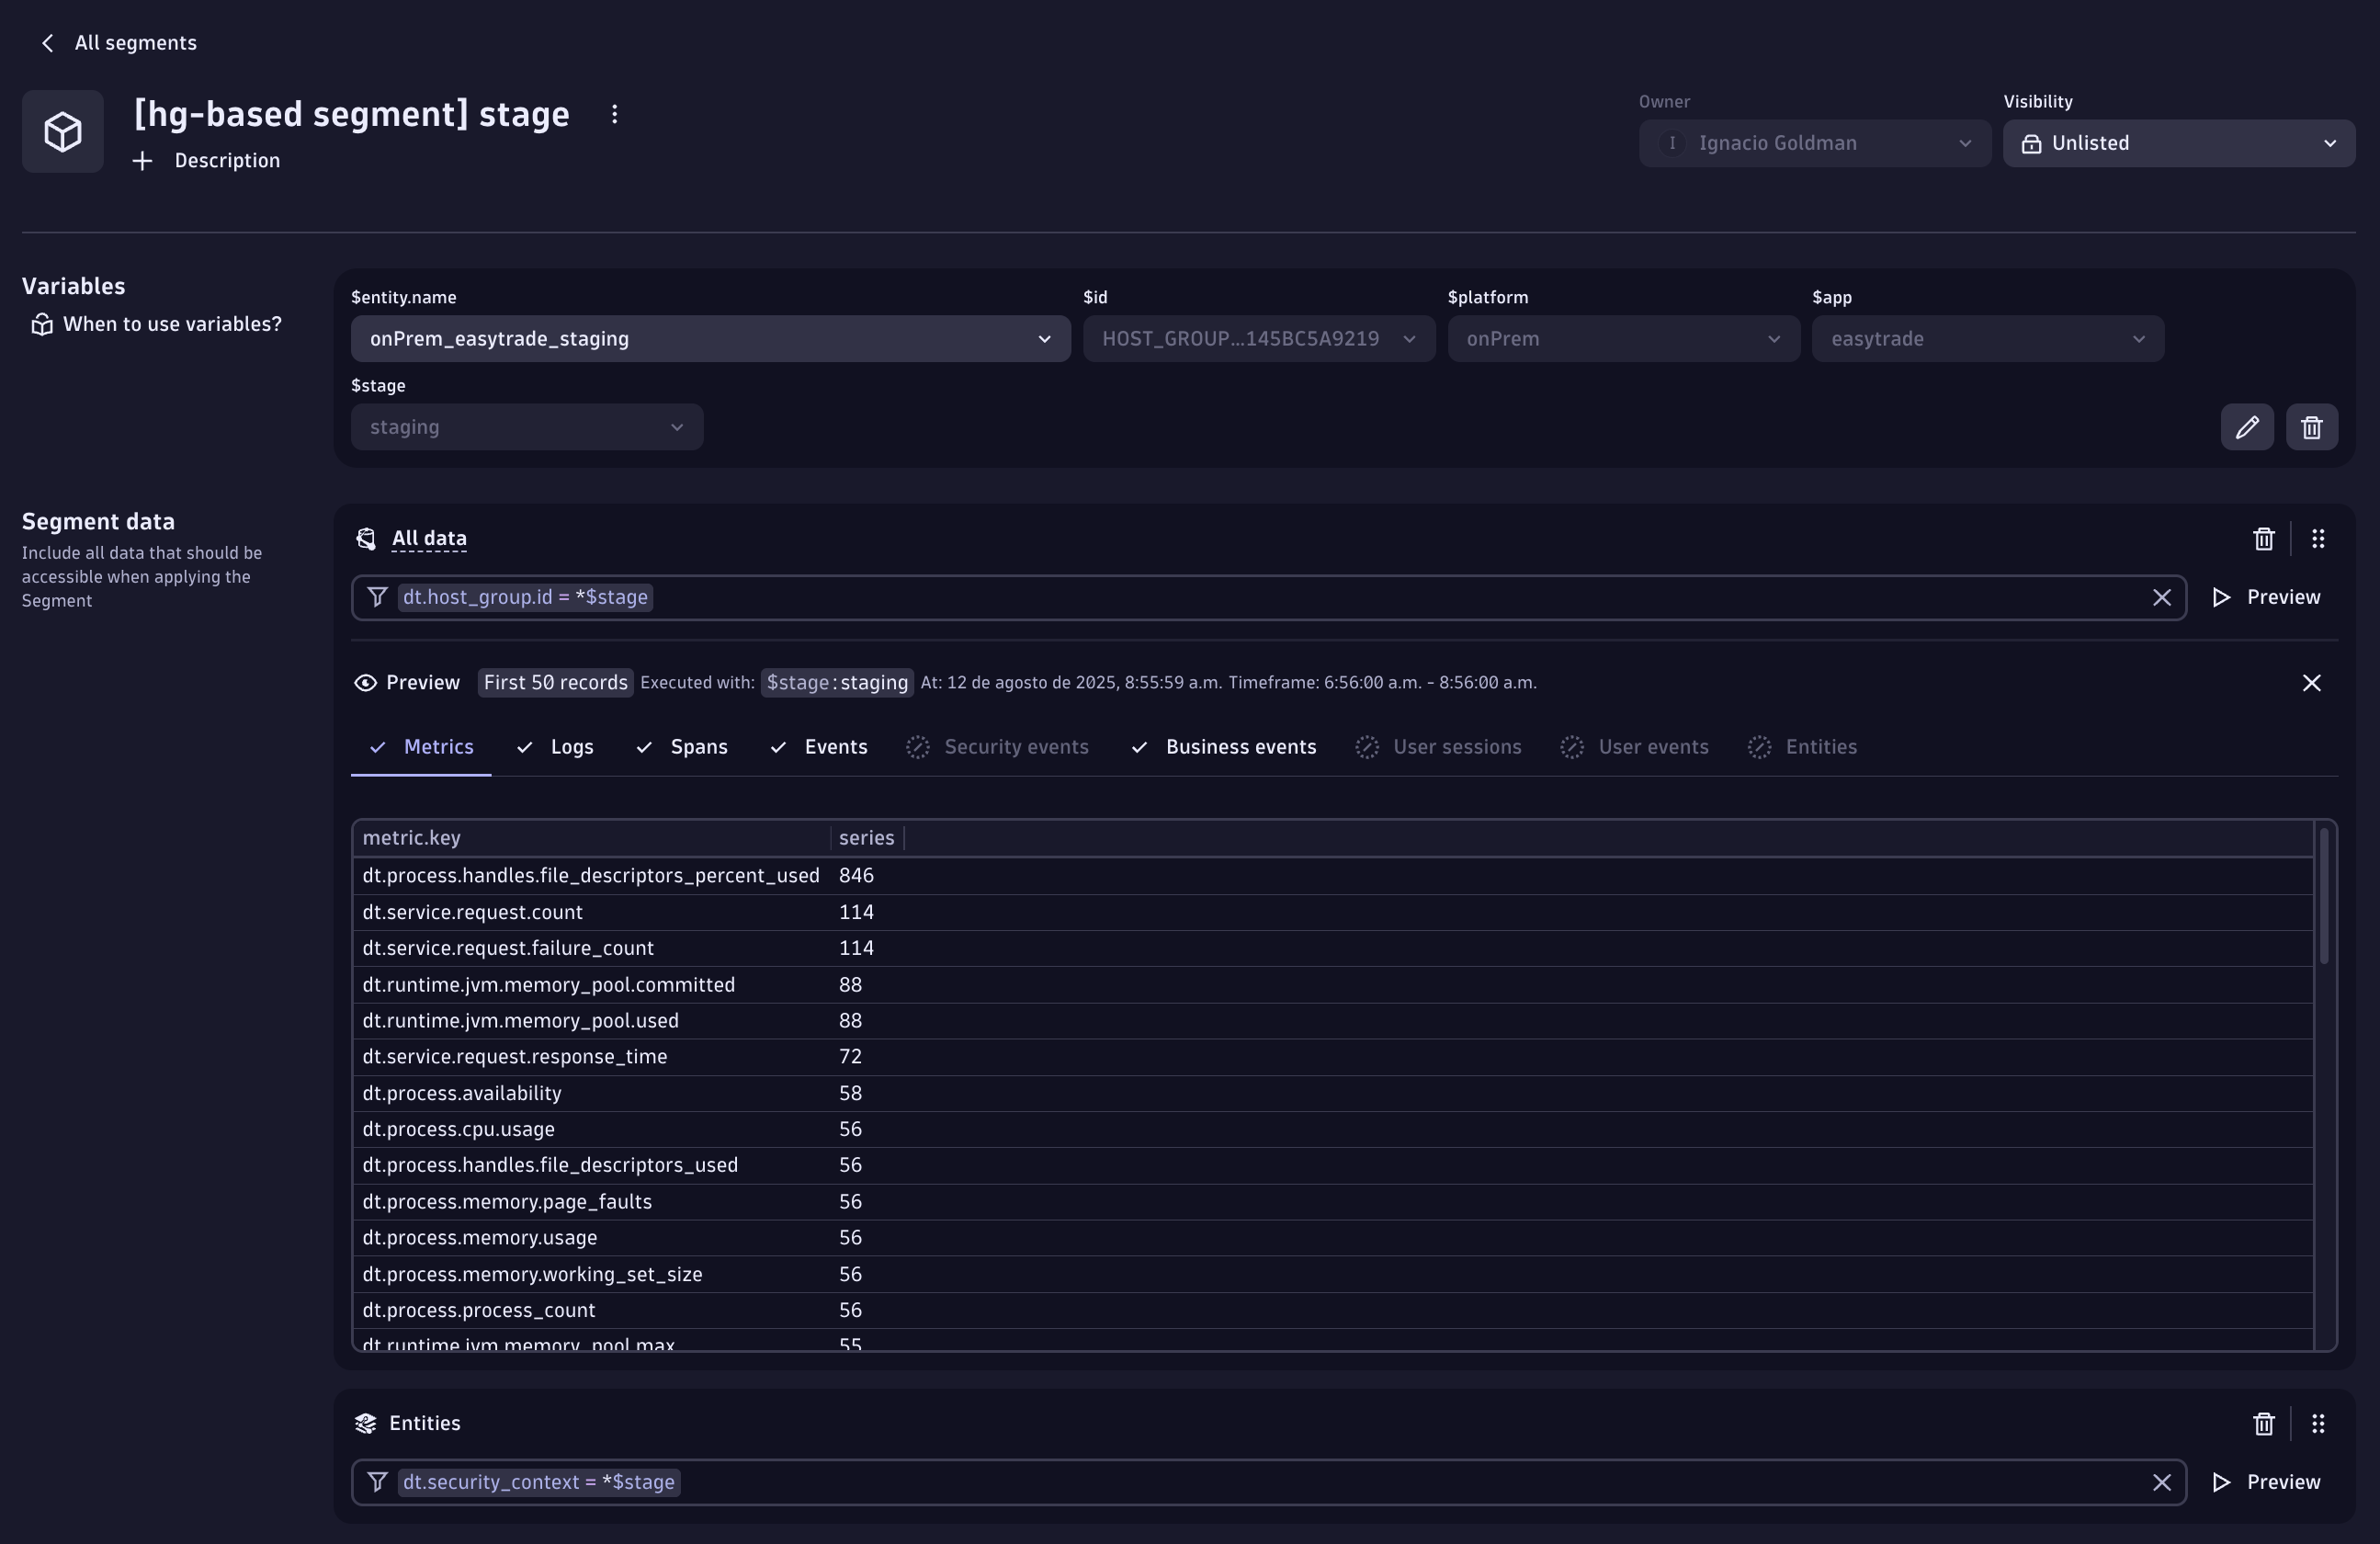 All segments
[hg-based segment] stage
Description
Owner
I Ignacio Goldman
Visibility
Unlisted
Variables
When to use variables?
$entity.name
onPrem_easytrade_staging
$id
HOST_GROUP...145BC5A9219
$platform
onPrem
$app
easytrade
$stage
staging
Segment data
Include all data that should be
accessible when applying the
Segment
All data
dt.host_group.id = *$stage
Preview
Preview First 50 records Executed with: $stage:staging At: 12 de agosto de 2025, 8:55:59 a.m. Timeframe: 6:56:00 a.m. - 8:56:00 a.m.
Metrics Logs Spans Events Security events Business events User sessions User events Entities
metric.key series
dt.process.handles.file_descriptors_percent_used 846
dt.service.request.count 114
dt.service.request.failure_count 114
dt.runtime.jvm.memory_pool.committed 88
dt.runtime.jvm.memory_pool.used 88
dt.service.request.response_time 72
dt.process.availability 58
dt.process.cpu.usage 56
dt.process.handles.file_descriptors_used 56
dt.process.memory.page_faults 56
dt.process.memory.usage 56
dt.process.memory.working_set_size 56
dt.process.process_count 56
dt.runtime.jvm.memory_pool.max 55
Entities
dt.security_context = *$stage
Preview